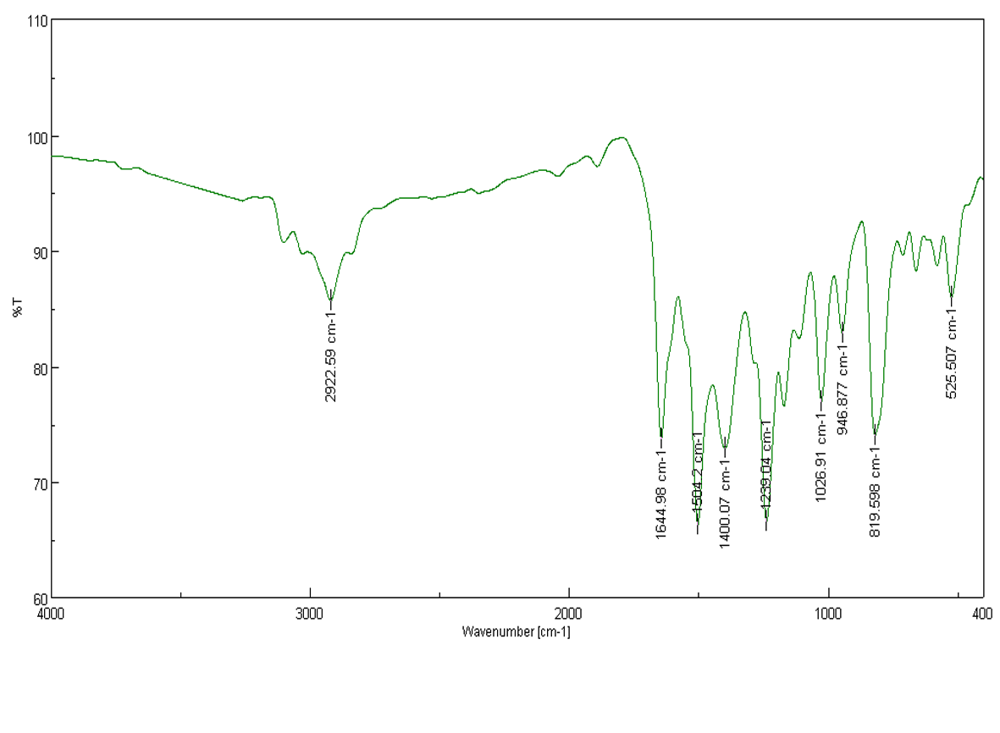 110
100
90
80
70
60
%T
4000
3000
2000
1000
400
Wavenumber [cm-1]
2922.59 cm-1
1644.98 cm-1
1504.2 cm-1
1400.07 cm-1
1239.04 cm-1
1026.91 cm-1
946.877 cm-1
819.598 cm-1
525.507 cm-1